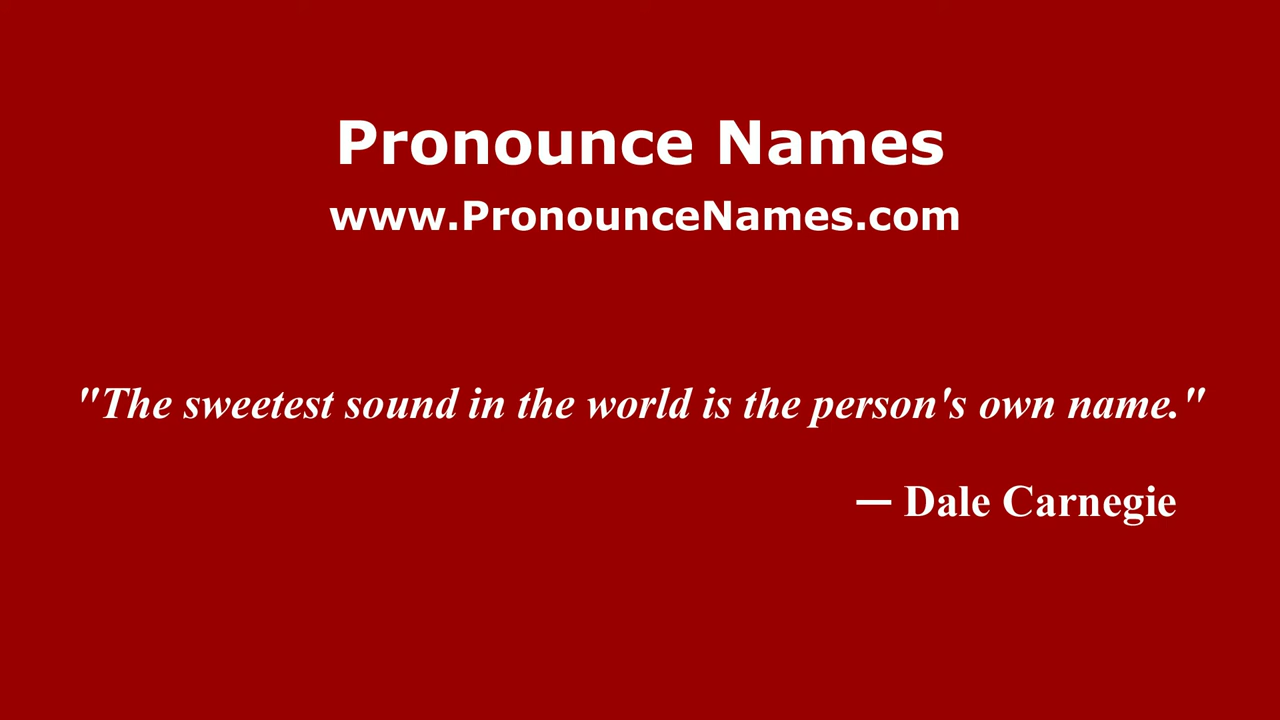 Pronounce Names
www.PronounceNames.com
"The sweetest sound in the world is the person's own name."
— Dale Carnegie